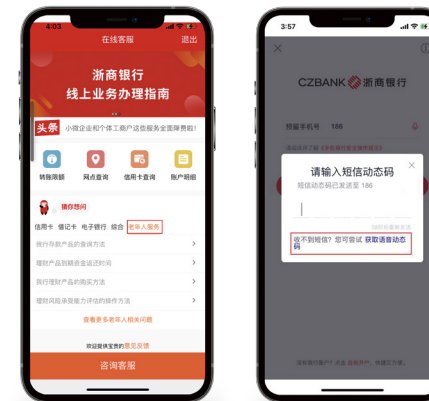 4:03
在线客服
退出
浙商银行
线上业务办理指南
头条 小微企业和个体工商户这些服务全面降费啦!
转账限额 网点查询 信用卡查询 账户明细
猜你想问
信用卡 借记卡 电子银行 综合 老年人服务
我行存款产品的查询方法
理财产品到期资金返还时间
我行理财产品的购买方法
理财风险承受能力评估的操作方法
查看更多老年人相关问题
欢迎提供宝贵的意见反馈
咨询客服
3:57
CZBANK 浙商银行
预留手机号 186
请输入短信动态码
短信动态码已发送至 186
收不到短信?您可尝试 获取语音动态
码